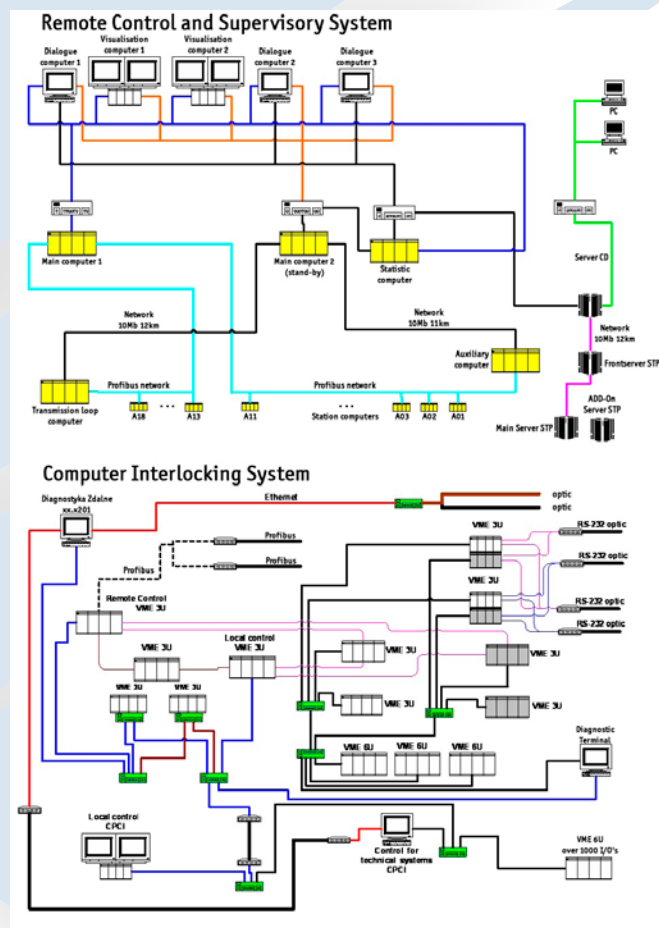 Remote Control and Supervisory System
Visualisation
computer 1
Visualisation
computer 2
Dialogue
computer 1
Dialogue
computer 2
Dialogue
computer 3
PC
PC
Main computer 1
Main computer 2
(stand-by)
Statistic
computer
Server CD
Network
10Mb 12km
Network
10Mb 11km
Network
10Mb 12km
Auxiliary
computer
Frontserver STP
Profibus network
Profibus network
Transmission loop
computer
A18
...
A13
A11
Station computers
...
A03
A02
A01
Main Server STP
ADD-On
Server STP
Computer Interlocking System
Diagnostyka Zdalne
xx.x201
Ethernet
optic
optic
Profibus
Profibus
Profibus
VME 3U
RS-232 optic
RS-232 optic
VME 3U
RS-232 optic
RS-232 optic
Remote Control
VME 3U
VME 3U
Local control
VME 3U
VME 3U
VME 3U
VME 3U
VME 3U
VME 3U
VME 3U
VME 6U
VME 6U
VME 6U
Diagnostic
Terminal
Local control
CPCI
Control for
technical systems
CPCI
VME 6U
over 1000 I/O's